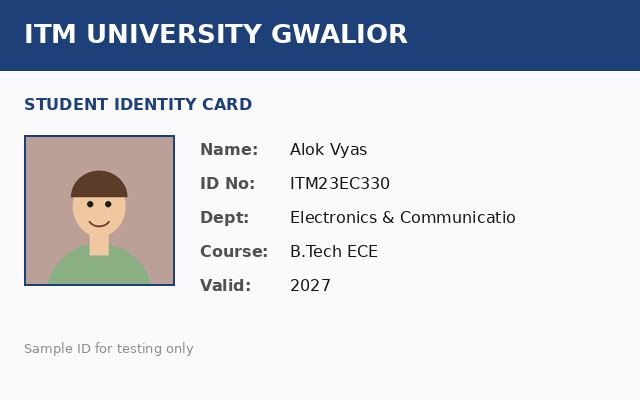 ITM UNIVERSITY GWALIOR
STUDENT IDENTITY CARD
Name: Alok Vyas
ID No: ITM23EC330
Dept: Electronics & Communicatio
Course: B.Tech ECE
Valid: 2027
Sample ID for testing only